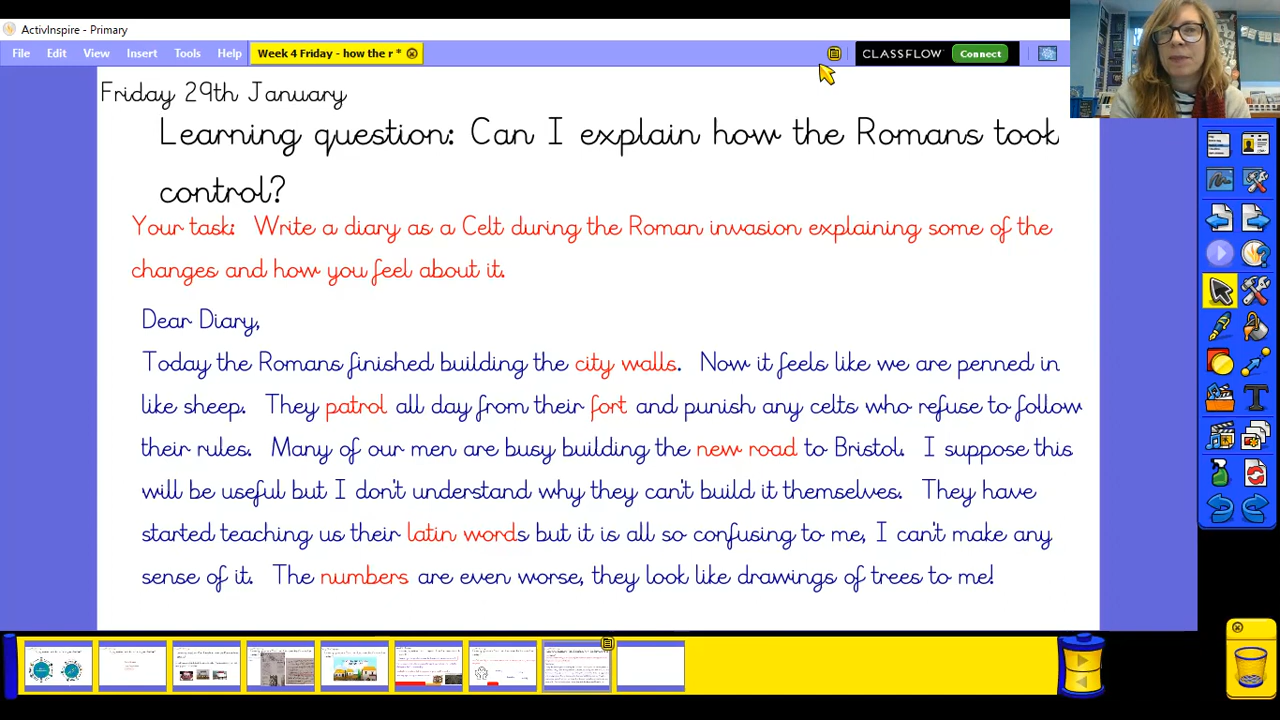 ActivInspire - Primary
File Edit View Insert Tools Help Week 4 Friday - how the r * CLASSFLOW Connect
Friday 29th January
Learning question: Can I explain how the Romans took
control?
Your task: Write a diary as a Celt during the Roman invasion explaining some of the
changes and how you feel about it.
Dear Diary,
Today the Romans finished building the city walls. Now it feels like we are penned in
like sheep. They patrol all day from their fort and punish any celts who refuse to follow
their rules. Many of our men are busy building the new road to Bristol. I suppose this
will be useful but I don't understand why they can't build it themselves. They have
started teaching us their latin words but it is all so confusing to me, I can't make any
sense of it. The numbers are even worse, they look like drawings of trees to me!